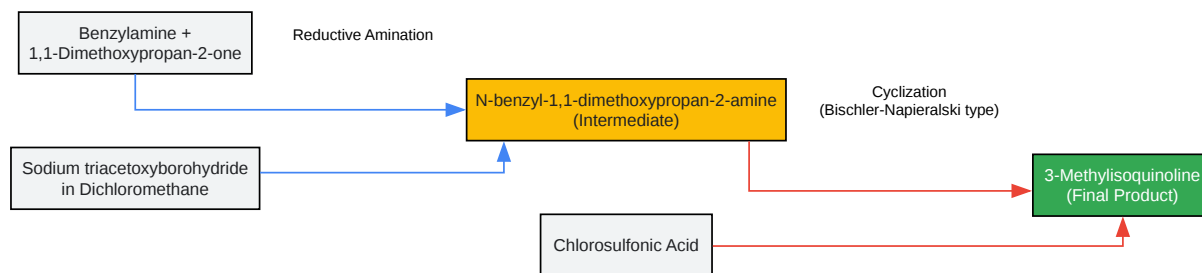 Benzylamine +
1,1-Dimethoxypropan-2-one
Reductive Amination
N-benzyl-1,1-dimethoxypropan-2-amine
(Intermediate)
Cyclization
(Bischler-Napieralski type)
Sodium triacetoxyborohydride
in Dichloromethane
3-Methylisoquinoline
(Final Product)
Chlorosulfonic Acid